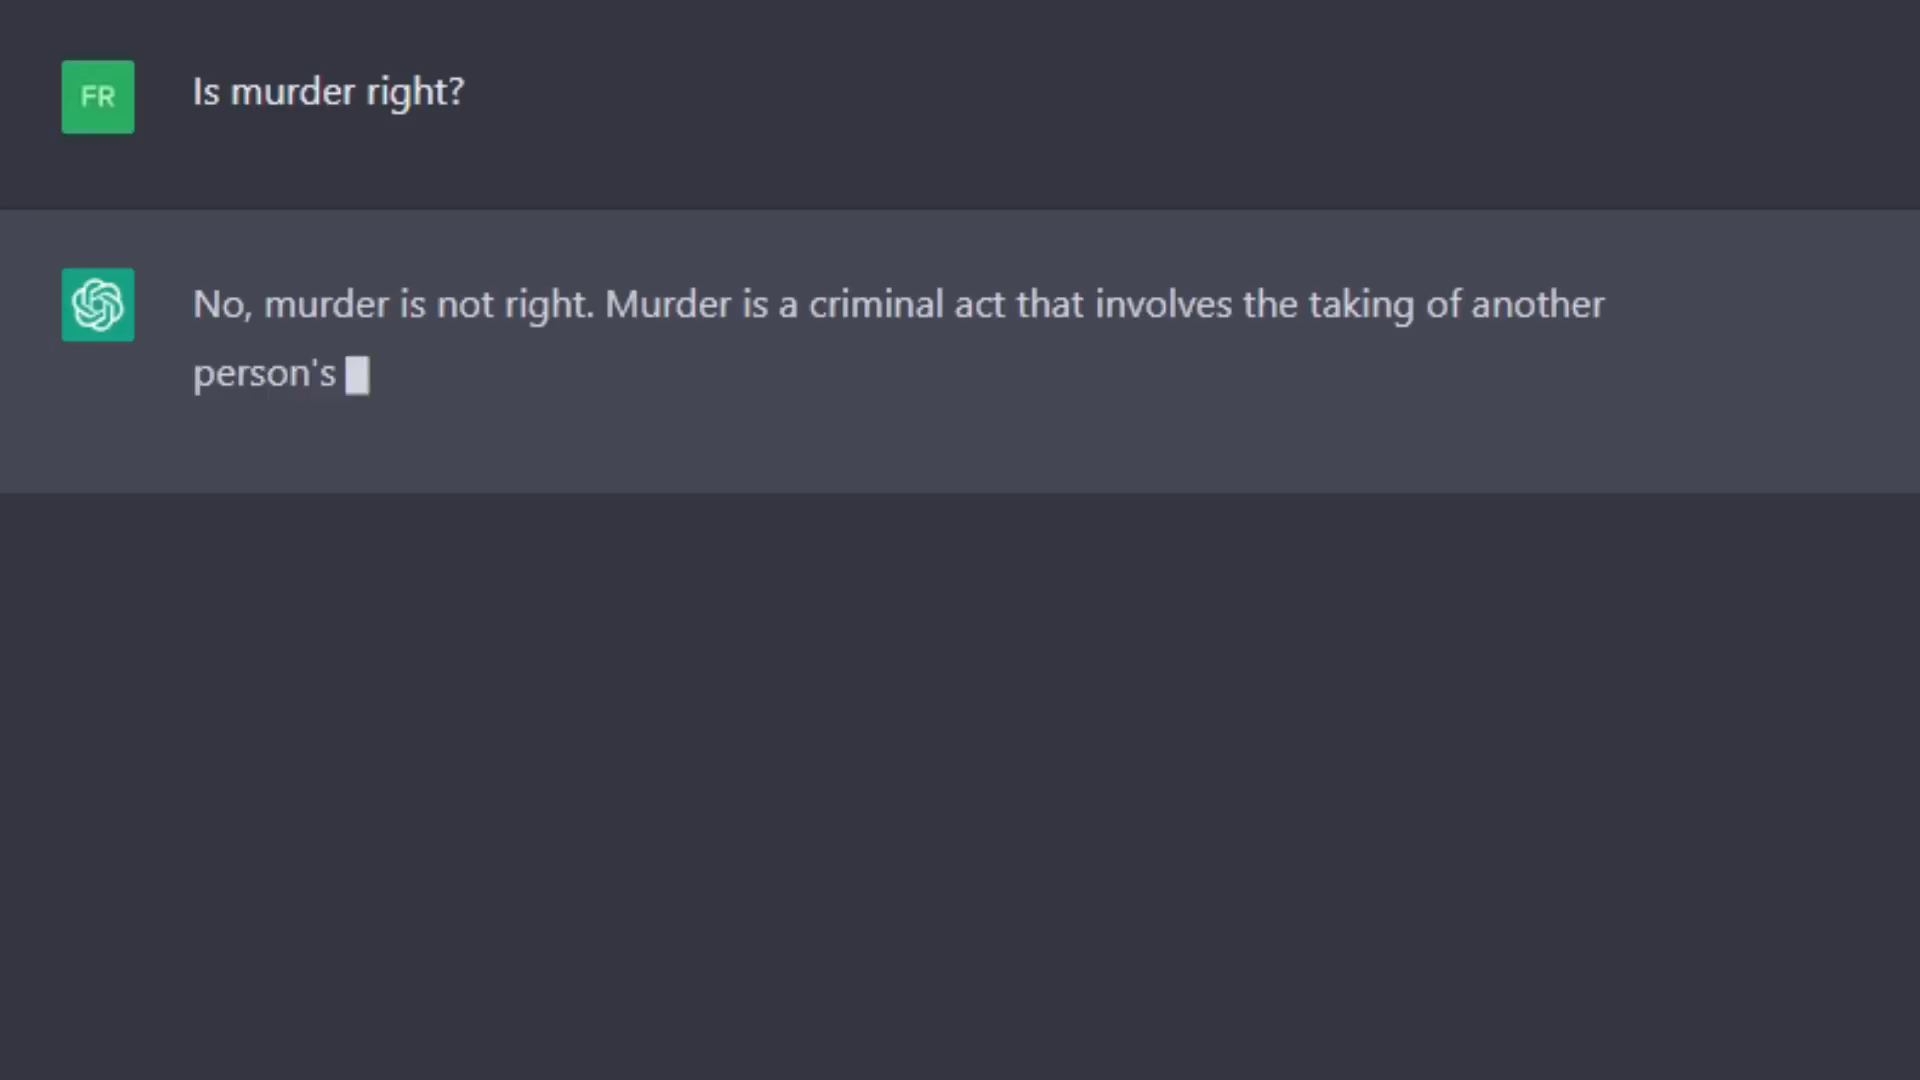 FR
Is murder right?
No, murder is not right. Murder is a criminal act that involves the taking of another
person's